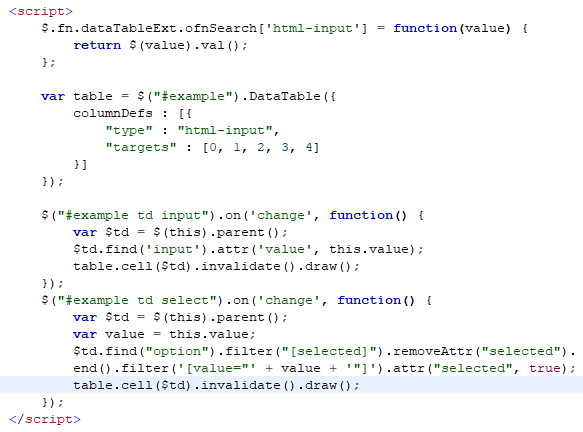 <script>
    $.fn.dataTableExt.ofnSearch['html-input'] = function(value) {
        return $(value).val();
    };

    var table = $("#example").DataTable({
        columnDefs : [{
            "type" : "html-input",
            "targets" : [0, 1, 2, 3, 4]
        }]
    });

    $("#example td input").on('change', function() {
        var $td = $(this).parent();
        $td.find('input').attr('value', this.value);
        table.cell($td).invalidate().draw();
    });
    $("#example td select").on('change', function() {
        var $td = $(this).parent();
        var value = this.value;
        $td.find("option").filter("[selected]").removeAttr("selected").
        end().filter('[value="' + value + '"]').attr("selected", true);
        table.cell($td).invalidate().draw();
    });
</script>